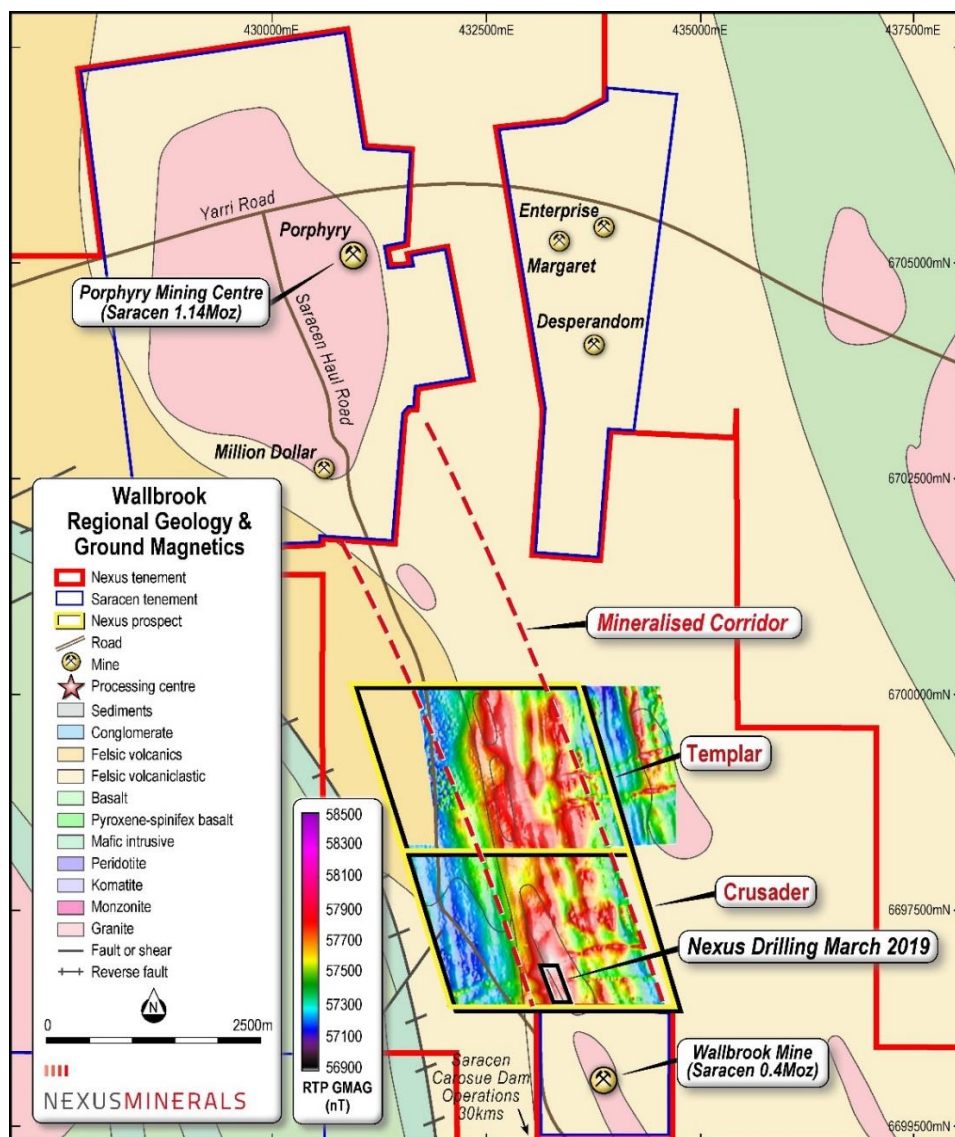 430000mE
432500mE
435000mE
437500mE
Yarri Road
Porphyry
Porphyry Mining Centre
(Saracen 1.14Moz)
Saracen Haul Road
Million Dollar
Enterprise
Margaret
Desperandom
6705000mN
6702500mN
Mineralised Corridor
6700000mN
Templar
Crusader
6697500mN
Nexus Drilling March 2019
Wallbrook Mine
(Saracen 0.4Moz)
Saracen
Carosue Dam
Operations
30kms
6699500mN
Wallbrook
Regional Geology &
Ground Magnetics
Nexus tenement
Saracen tenement
Nexus prospect
Road
Mine
Processing centre
Sediments
Conglomerate
Felsic volcanics
Felsic volcaniclastic
Basalt
Pyroxene-spinifex basalt
Mafic intrusive
Peridotite
Komatite
Monzonite
Granite
Fault or shear
Reverse fault
N
0 2500m
NEXUSMINERALS
58500
58300
58100
57900
57700
57500
57300
57100
56900
RTP GMAG
(nT)